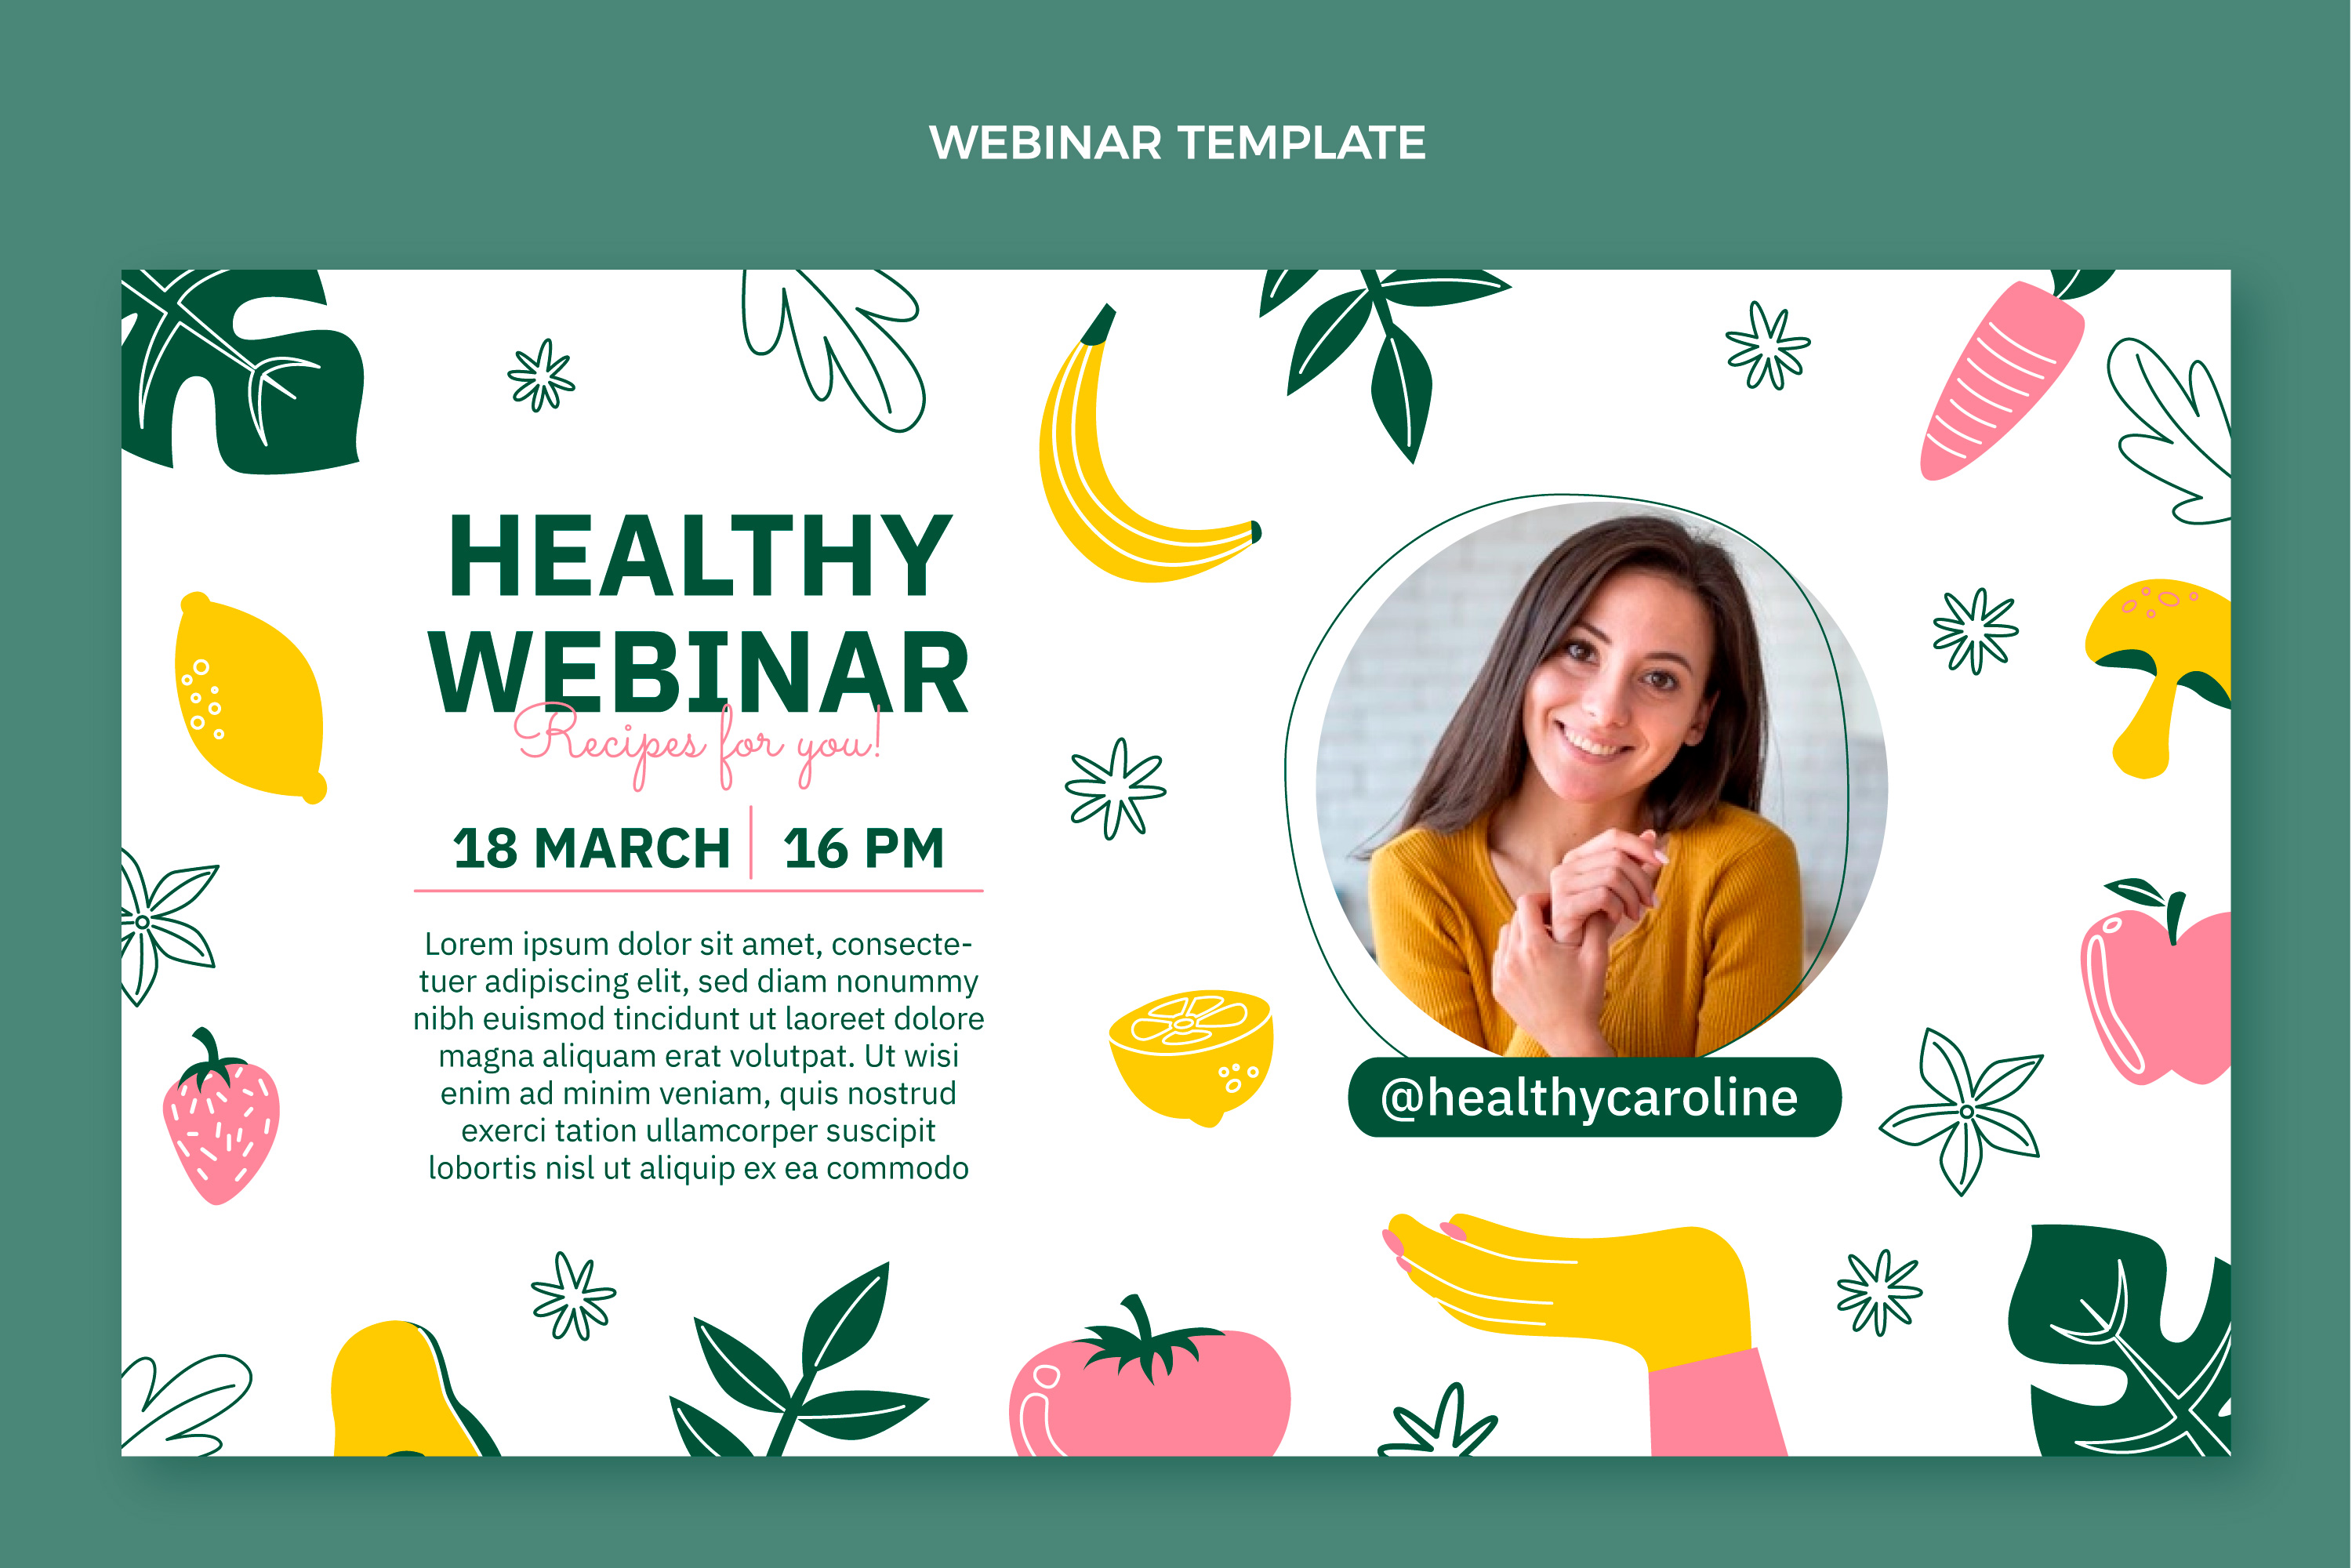 WEBINAR TEMPLATE
HEALTHY
WEBINAR
Recipes for you!
18 MARCH | 16 PM
Lorem ipsum dolor sit amet, consecte-
tuer adipiscing elit, sed diam nonummy
nibh euismod tincidunt ut laoreet dolore
magna aliquam erat volutpat. Ut wisi
enim ad minim veniam, quis nostrud
exerci tation ullamcorper suscipit
lobortis nisl ut aliquip ex ea commodo
@healthycaroline